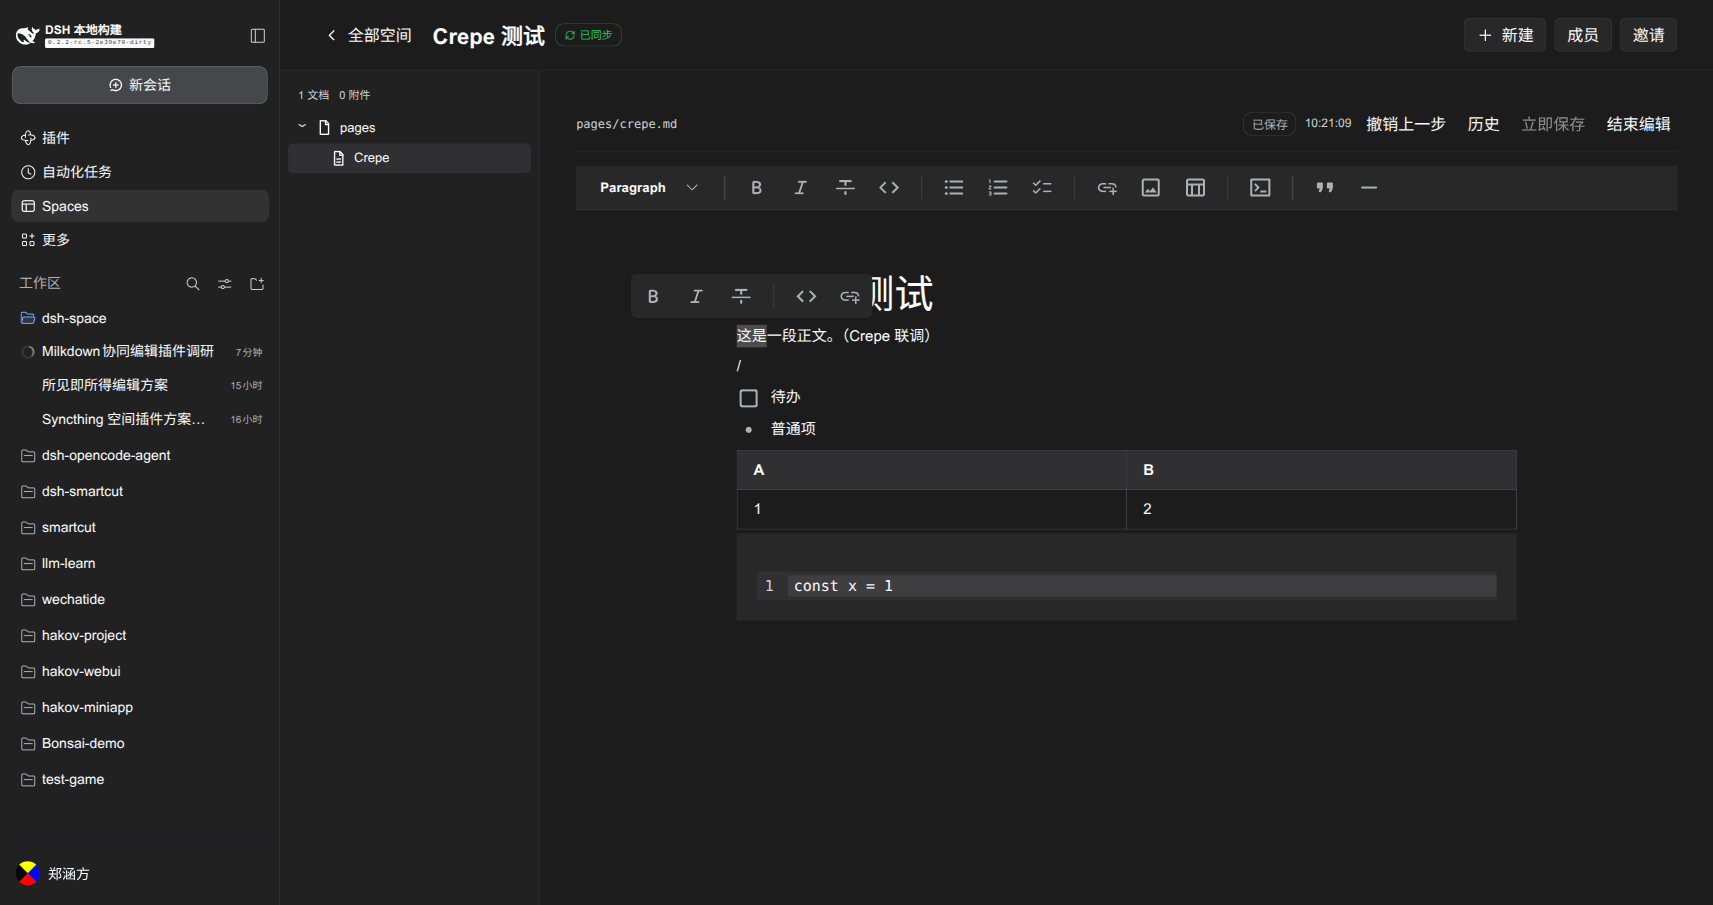 DSH 本地构建
0.2.2-rc.5-2e39e70-dirty
新会话
插件
自动化任务
Spaces
更多
工作区
dsh-space
Milkdown 协同编辑插件调研 7分钟
所见即所得编辑方案 15小时
Syncthing 空间插件方案... 16小时
dsh-opencode-agent
dsh-smartcut
smartcut
llm-learn
wechatide
hakov-project
hakov-webui
hakov-miniapp
Bonsai-demo
test-game
郑涵方
全部空间 Crepe 测试 已同步
新建 成员 邀请
1 文档 0 附件
pages
Crepe
pages/crepe.md
已保存 10:21:09 撤销上一步 历史 立即保存 结束编辑
Paragraph
测试
这是一段正文。（Crepe 联调）
/
待办
普通项
A B
1 2
1 const x = 1